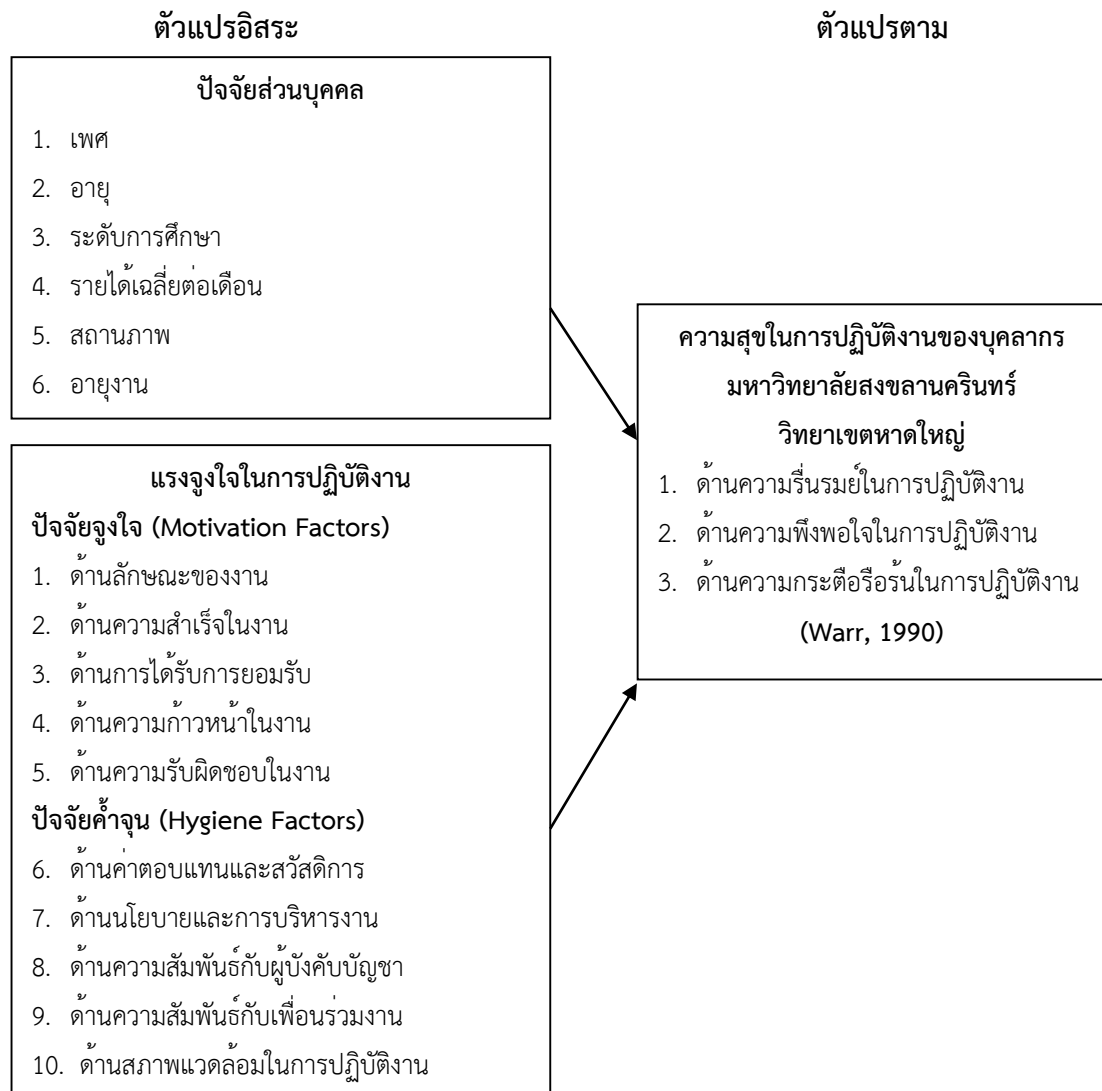 ตัวแปรอิสระ
ปัจจัยส่วนบุคคล
1. เพศ
2. อายุ
3. ระดับการศึกษา
4. รายได้เฉลี่ยต่อเดือน
5. สถานภาพ
6. อายุงาน
แรงจูงใจในการปฏิบัติงาน
ปัจจัยจูงใจ (Motivation Factors)
1. ด้านลักษณะของงาน
2. ด้านความสำเร็จในงาน
3. ด้านการได้รับการยอมรับ
4. ด้านความก้าวหน้าในงาน
5. ด้านความรับผิดชอบในงาน
ปัจจัยค้ำจุน (Hygiene Factors)
6. ด้านค่าตอบแทนและสวัสดิการ
7. ด้านนโยบายและการบริหารงาน
8. ด้านความสัมพันธ์กับผู้บังคับบัญชา
9. ด้านความสัมพันธ์กับเพื่อนร่วมงาน
10. ด้านสภาพแวดล้อมในการปฏิบัติงาน
ตัวแปรตาม
ความสุขในการปฏิบัติงานของบุคลากร
มหาวิทยาลัยสงขลานครินทร์
วิทยาเขตหาดใหญ่
1. ด้านความรื่นรมย์ในการปฏิบัติงาน
2. ด้านความพึงพอใจในการปฏิบัติงาน
3. ด้านความกระตือรือร้นในการปฏิบัติงาน
(Warr, 1990)